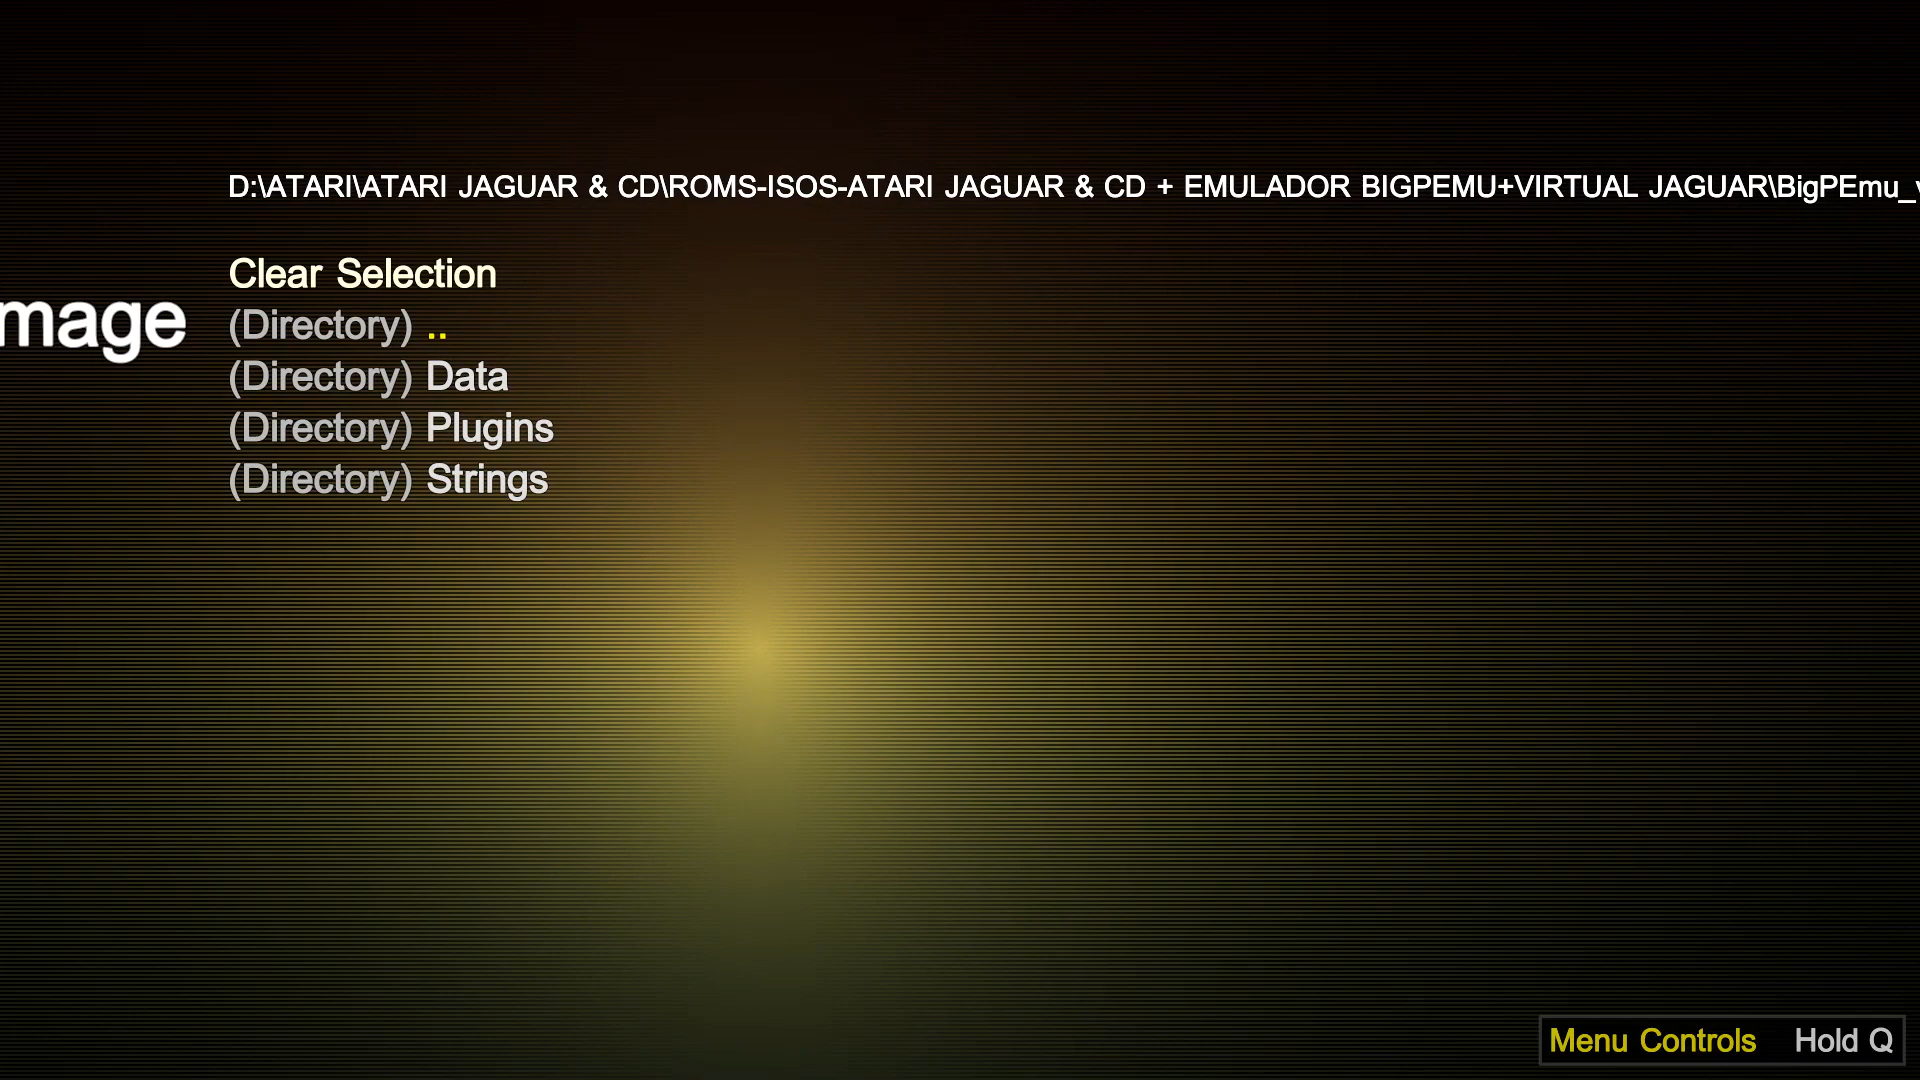 D:\ATARI\ATARI JAGUAR & CD\ROMS-ISOS-ATARI JAGUAR & CD + EMULADOR BIGPEMU+VIRTUAL JAGUAR\BigPEmu_v
Clear Selection
mage
(Directory) ..
(Directory) Data
(Directory) Plugins
(Directory) Strings
Menu Controls Hold Q